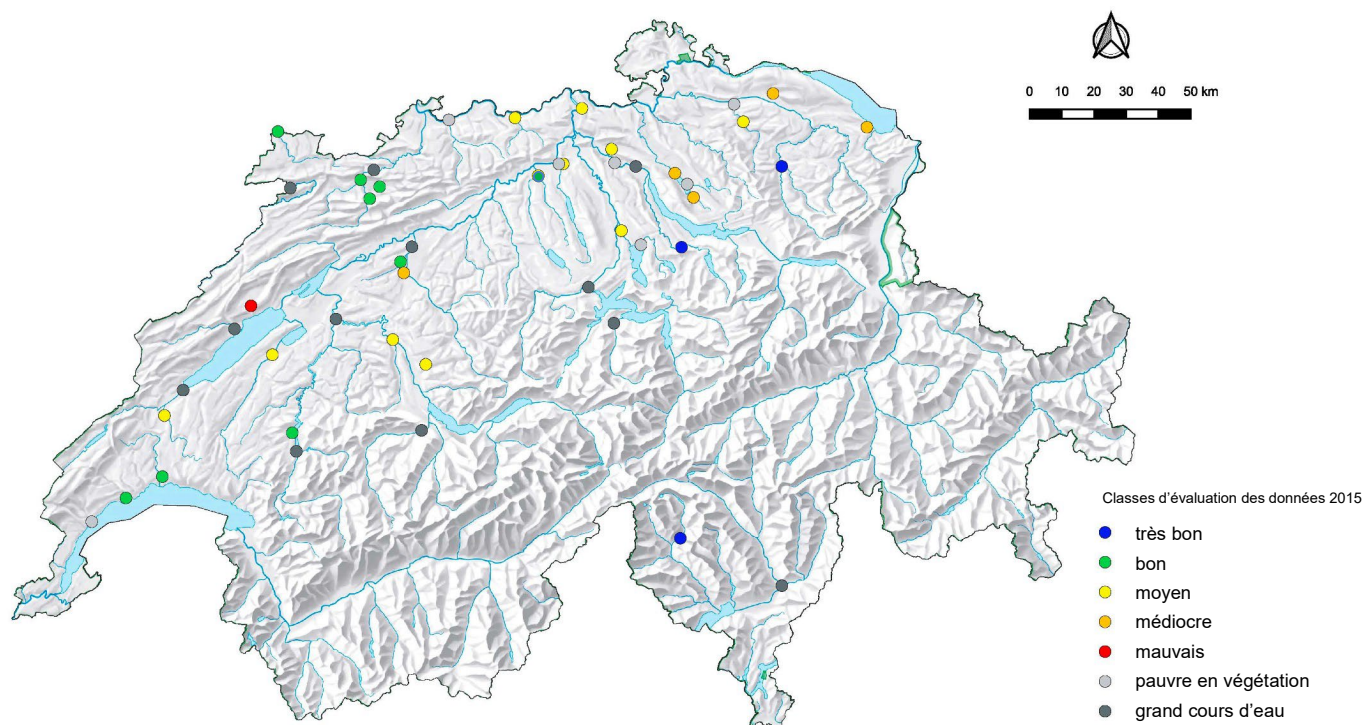 0 10 20 30 40 50 km
Classes d'évaluation des données 2015
très bon
bon
moyen
médiocre
mauvais
pauvre en végétation
grand cours d'eau